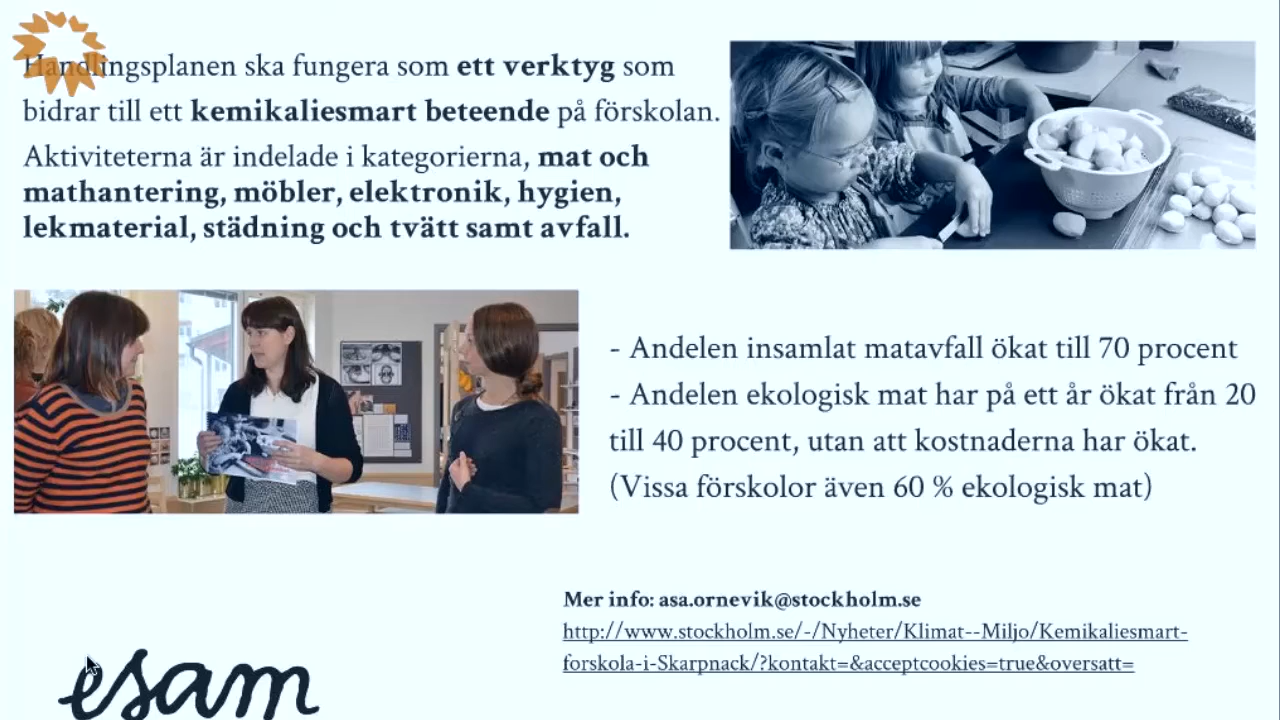 Handlingsplanen ska fungera som ett verktyg som
bidrar till ett kemikaliesmart beteende på förskolan.
Aktiviteterna är indelade i kategorierna, mat och
mathantering, möbler, elektronik, hygien,
lekmaterial, städning och tvätt samt avfall.
- Andelen insamlat matavfall ökat till 70 procent
- Andelen ekologisk mat har på ett år ökat från 20
till 40 procent, utan att kostnaderna har ökat.
(Vissa förskolor även 60 % ekologisk mat)
Mer info: asa.ornevik@stockholm.se
http://www.stockholm.se/-/Nyheter/Klimat--Miljo/Kemikaliesmart-
forskola-i-Skarpnack/?kontakt=&acceptcookies=true&oversatt=
esam